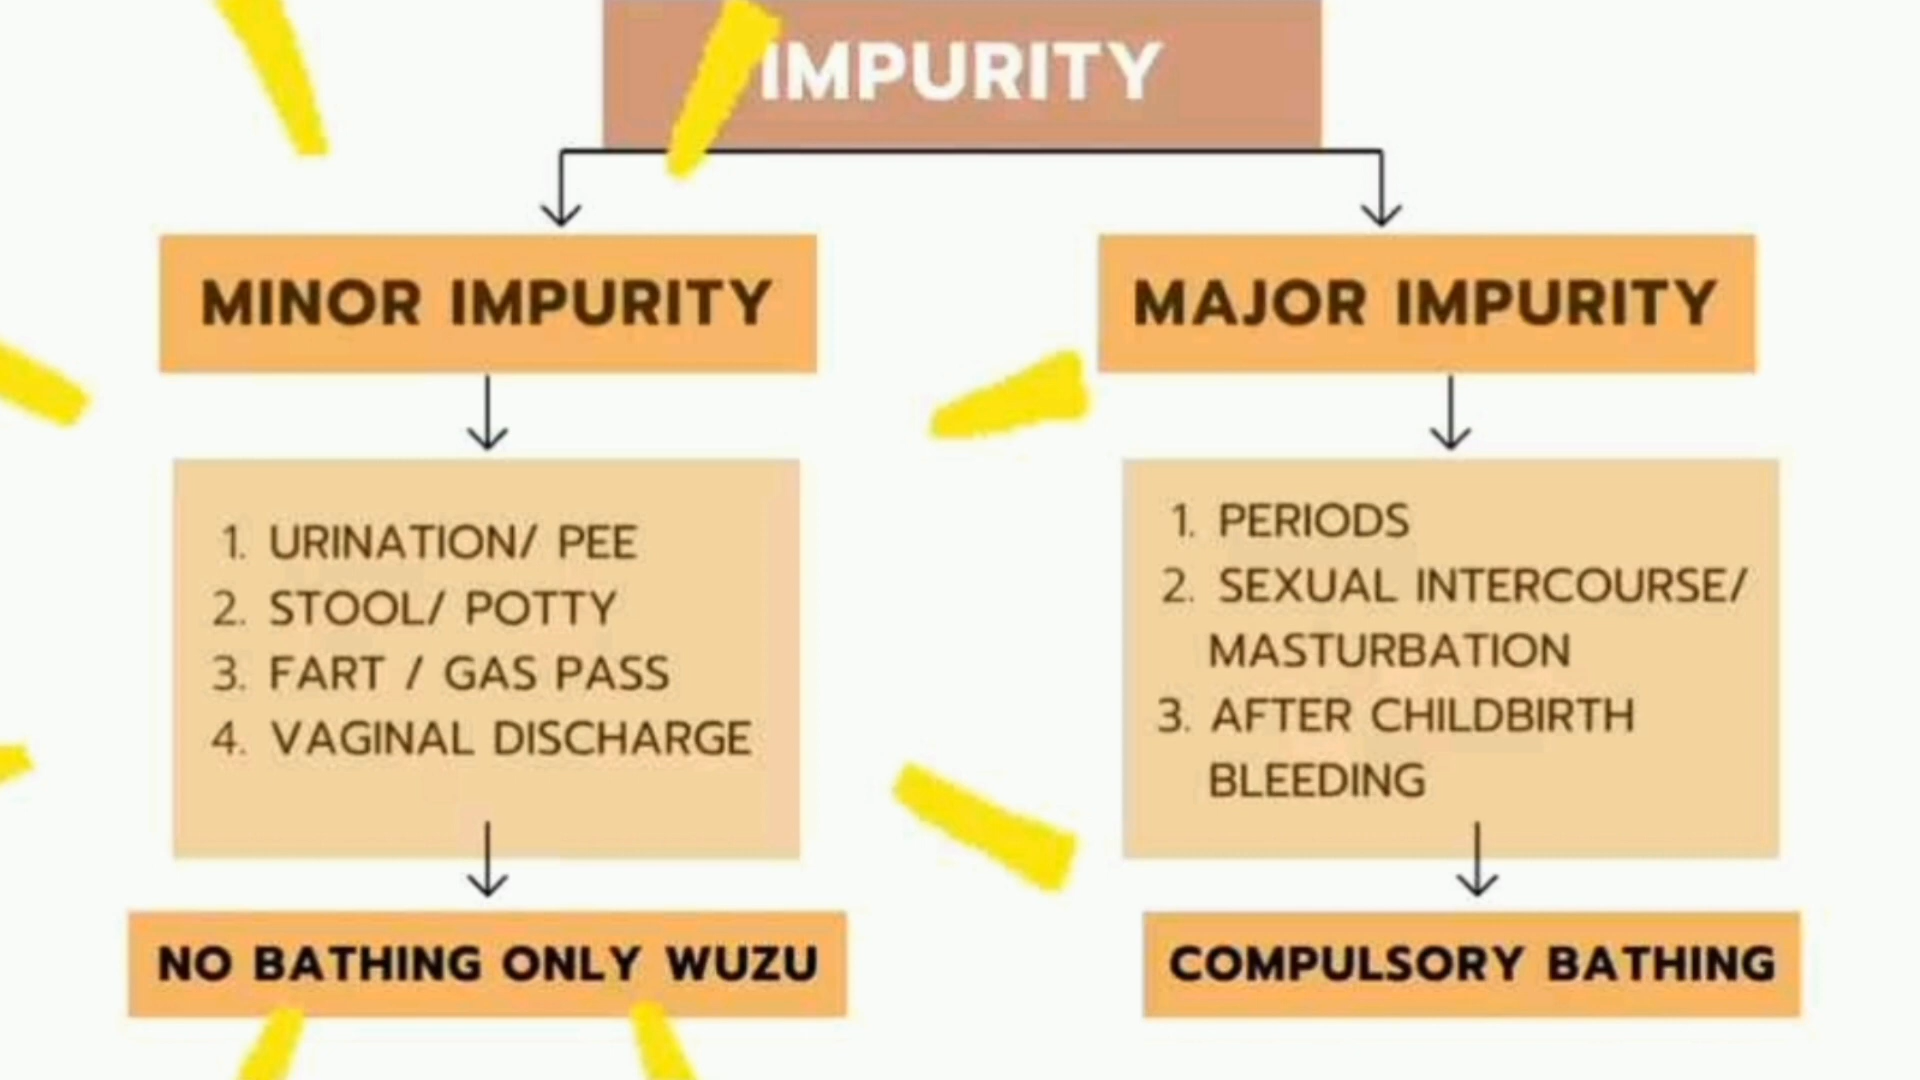 IMPURITY
MINOR IMPURITY
1. URINATION/ PEE
2. STOOL/ POTTY
3. FART / GAS PASS
4. VAGINAL DISCHARGE
NO BATHING ONLY WUZU
MAJOR IMPURITY
1. PERIODS
2. SEXUAL INTERCOURSE/
MASTURBATION
3. AFTER CHILDBIRTH
BLEEDING
COMPULSORY BATHING